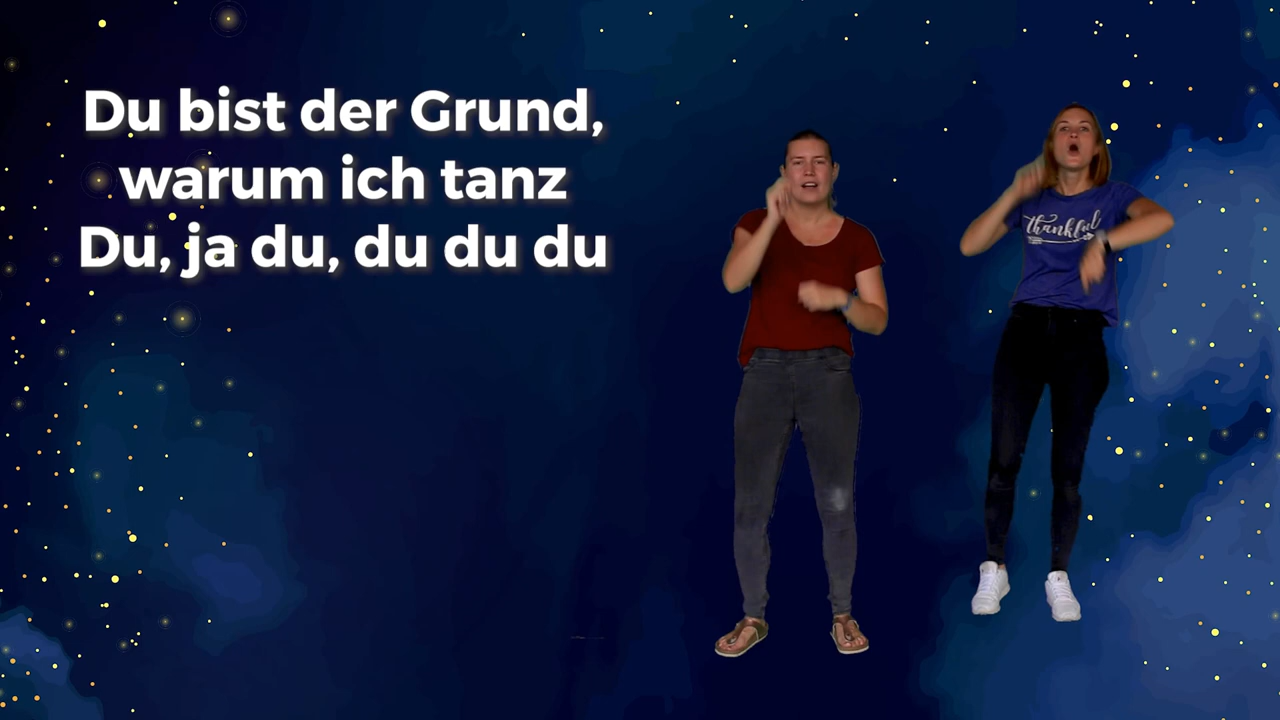 Du bist der Grund,
warum ich tanz
Du, ja du, du du du
thankful